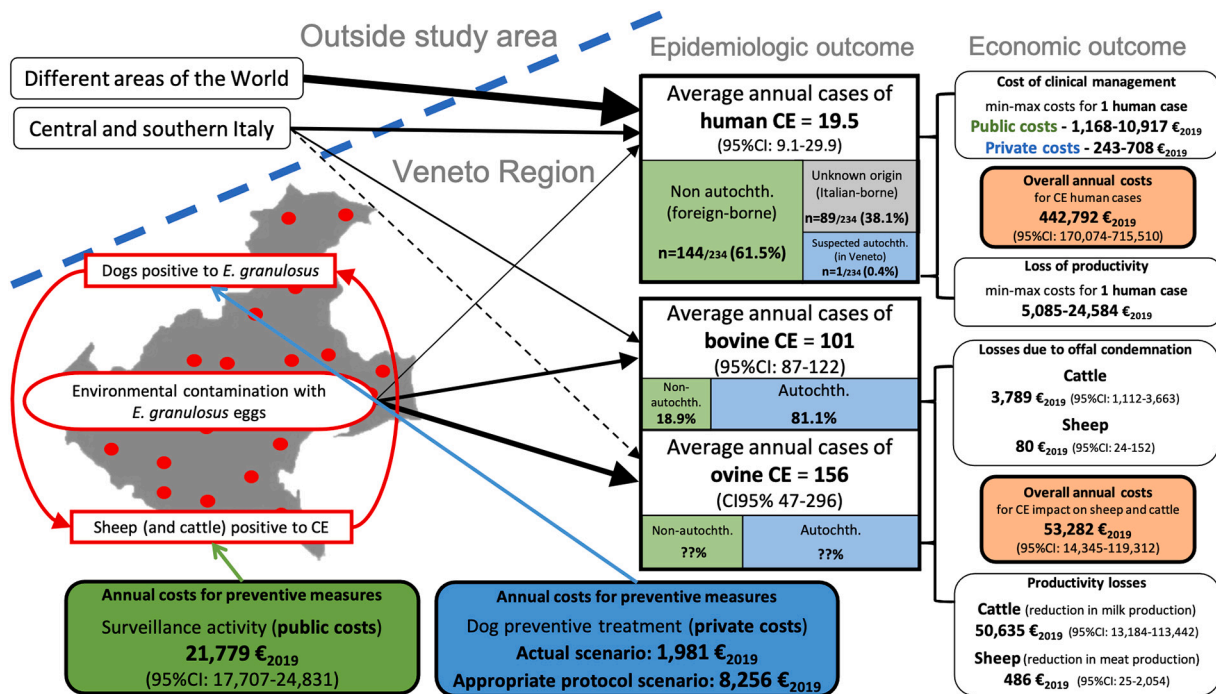 Outside study area
Different areas of the World
Central and southern Italy
Veneto Region
Dogs positive to E. granulosus
Environmental contamination with
E. granulosus eggs
Sheep (and cattle) positive to CE
Annual costs for preventive measures
Surveillance activity (public costs)
21,779 €2019
(95%CI: 17,707-24,831)
Annual costs for preventive measures
Dog preventive treatment (private costs)
Actual scenario: 1,981 €2019
Appropriate protocol scenario: 8,256 €2019
Epidemiologic outcome
Average annual cases of
human CE = 19.5
(95%CI: 9.1-29.9)
Non autochth.
(foreign-borne)
n=144/234 (61.5%)
Unknown origin
(Italian-borne)
n=89/234 (38.1%)
Suspected autochth.
(in Veneto)
n=1/234 (0.4%)
Average annual cases of
bovine CE = 101
(95%CI: 87-122)
Non-
autochth.
18.9%
Autochth.
81.1%
Average annual cases of
ovine CE = 156
(CI95% 47-296)
Non-autochth.
??%
Autochth.
??%
Economic outcome
Cost of clinical management
min-max costs for 1 human case
Public costs - 1,168-10,917 €2019
Private costs - 243-708 €2019
Overall annual costs
for CE human cases
442,792 €2019
(95%CI: 170,074-715,510)
Loss of productivity
min-max costs for 1 human case
5,085-24,584 €2019
Losses due to offal condemnation
Cattle
3,789 €2019 (95%CI: 1,112-3,663)
Sheep
80 €2019 (95%CI: 24-152)
Overall annual costs
for CE impact on sheep and cattle
53,282 €2019
(95%CI: 14,345-119,312)
Productivity losses
Cattle (reduction in milk production)
50,635 €2019 (95%CI: 13,184-113,442)
Sheep (reduction in meat production)
486 €2019 (95%CI: 25-2,054)